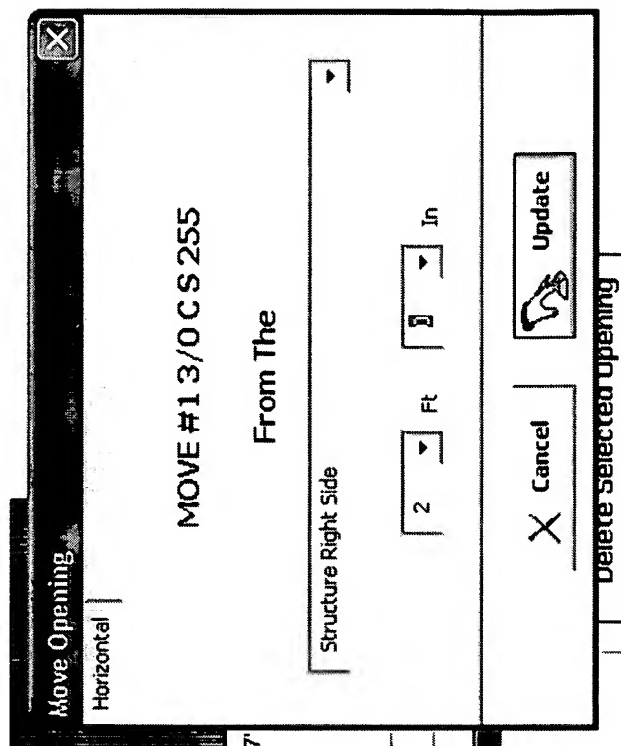 Move Opening
Horizontal
MOVE #1 3/0 C S 255
From The
Structure Right Side
2 Ft In
Cancel Update
Delete Selected Opening
7'